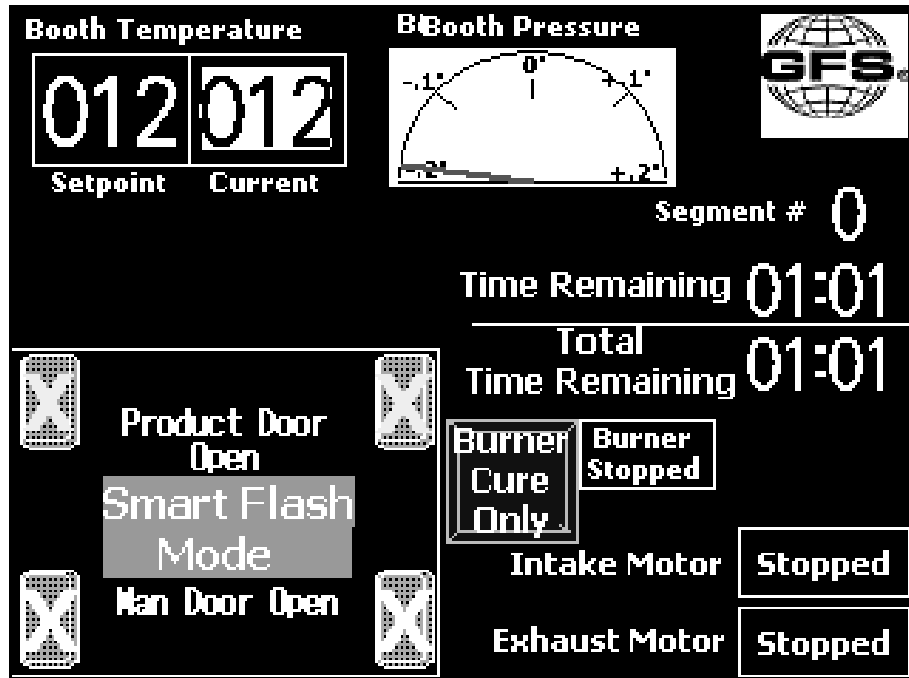 Booth Temperature
012 012
Setpoint Current
Booth Pressure
-.1" 0" +.1"
-.2" +.2"
GFS
Segment # 0
Time Remaining 01:01
Total
Time Remaining 01:01
X X
Product Door
Open
Smart Flash
Mode
Man Door Open
X X
Burner
Cure
Only
Burner
Stopped
Intake Motor Stopped
Exhaust Motor Stopped